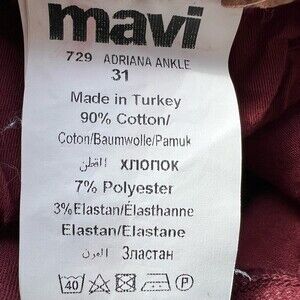 mavi
729 ADRIANA ANKLE
31
Made in Turkey
90% Cotton/
Coton/Baumwolle/Pamuk
القطن ХЛОПОК
7% Polyester
3%Elastan/Élasthanne
Elastan/Elastane
المرن Эластан
40 P